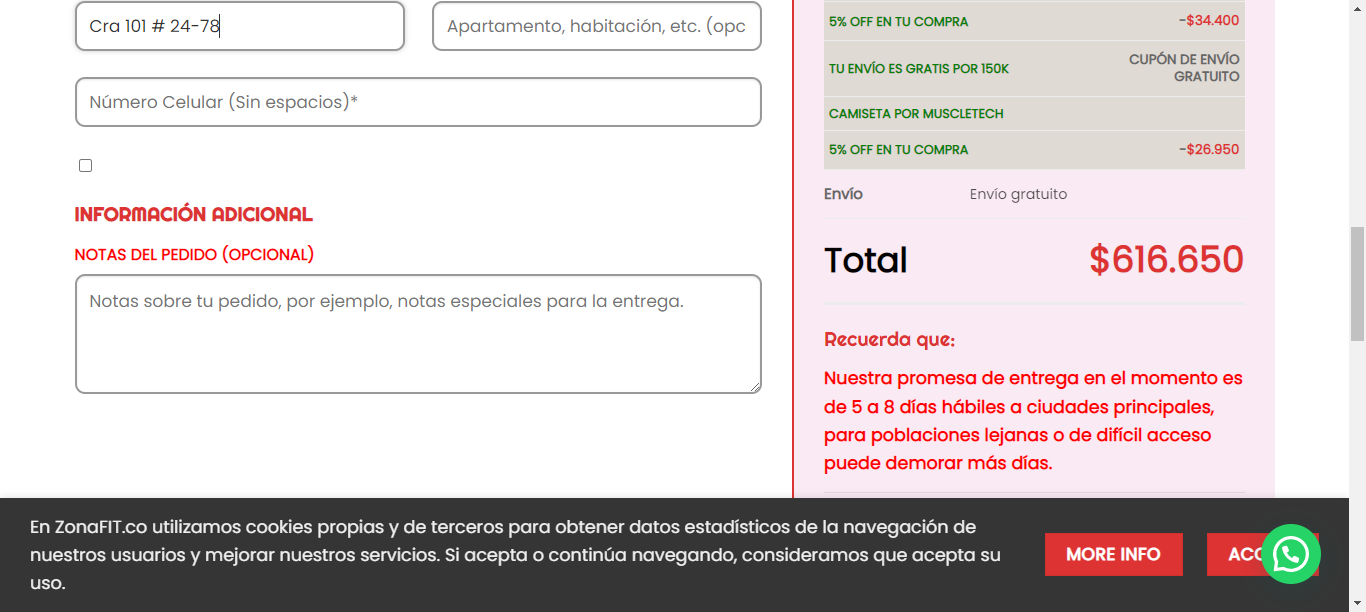 Cra 101 # 24-78
Apartamento, habitación, etc. (opc
Número Celular (Sin espacios)*
INFORMACIÓN ADICIONAL
NOTAS DEL PEDIDO (OPCIONAL)
Notas sobre tu pedido, por ejemplo, notas especiales para la entrega.
5% OFF EN TU COMPRA
-$34.400
TU ENVÍO ES GRATIS POR 150K
CUPÓN DE ENVÍO
GRATUITO
CAMISETA POR MUSCLETECH
5% OFF EN TU COMPRA
-$26.950
Envío
Envío gratuito
Total
$616.650
Recuerda que:
Nuestra promesa de entrega en el momento es
de 5 a 8 días hábiles a ciudades principales,
para poblaciones lejanas o de difícil acceso
puede demorar más días.
En ZonaFIT.co utilizamos cookies propias y de terceros para obtener datos estadísticos de la navegación de
nuestros usuarios y mejorar nuestros servicios. Si acepta o continúa navegando, consideramos que acepta su
uso.
MORE INFO